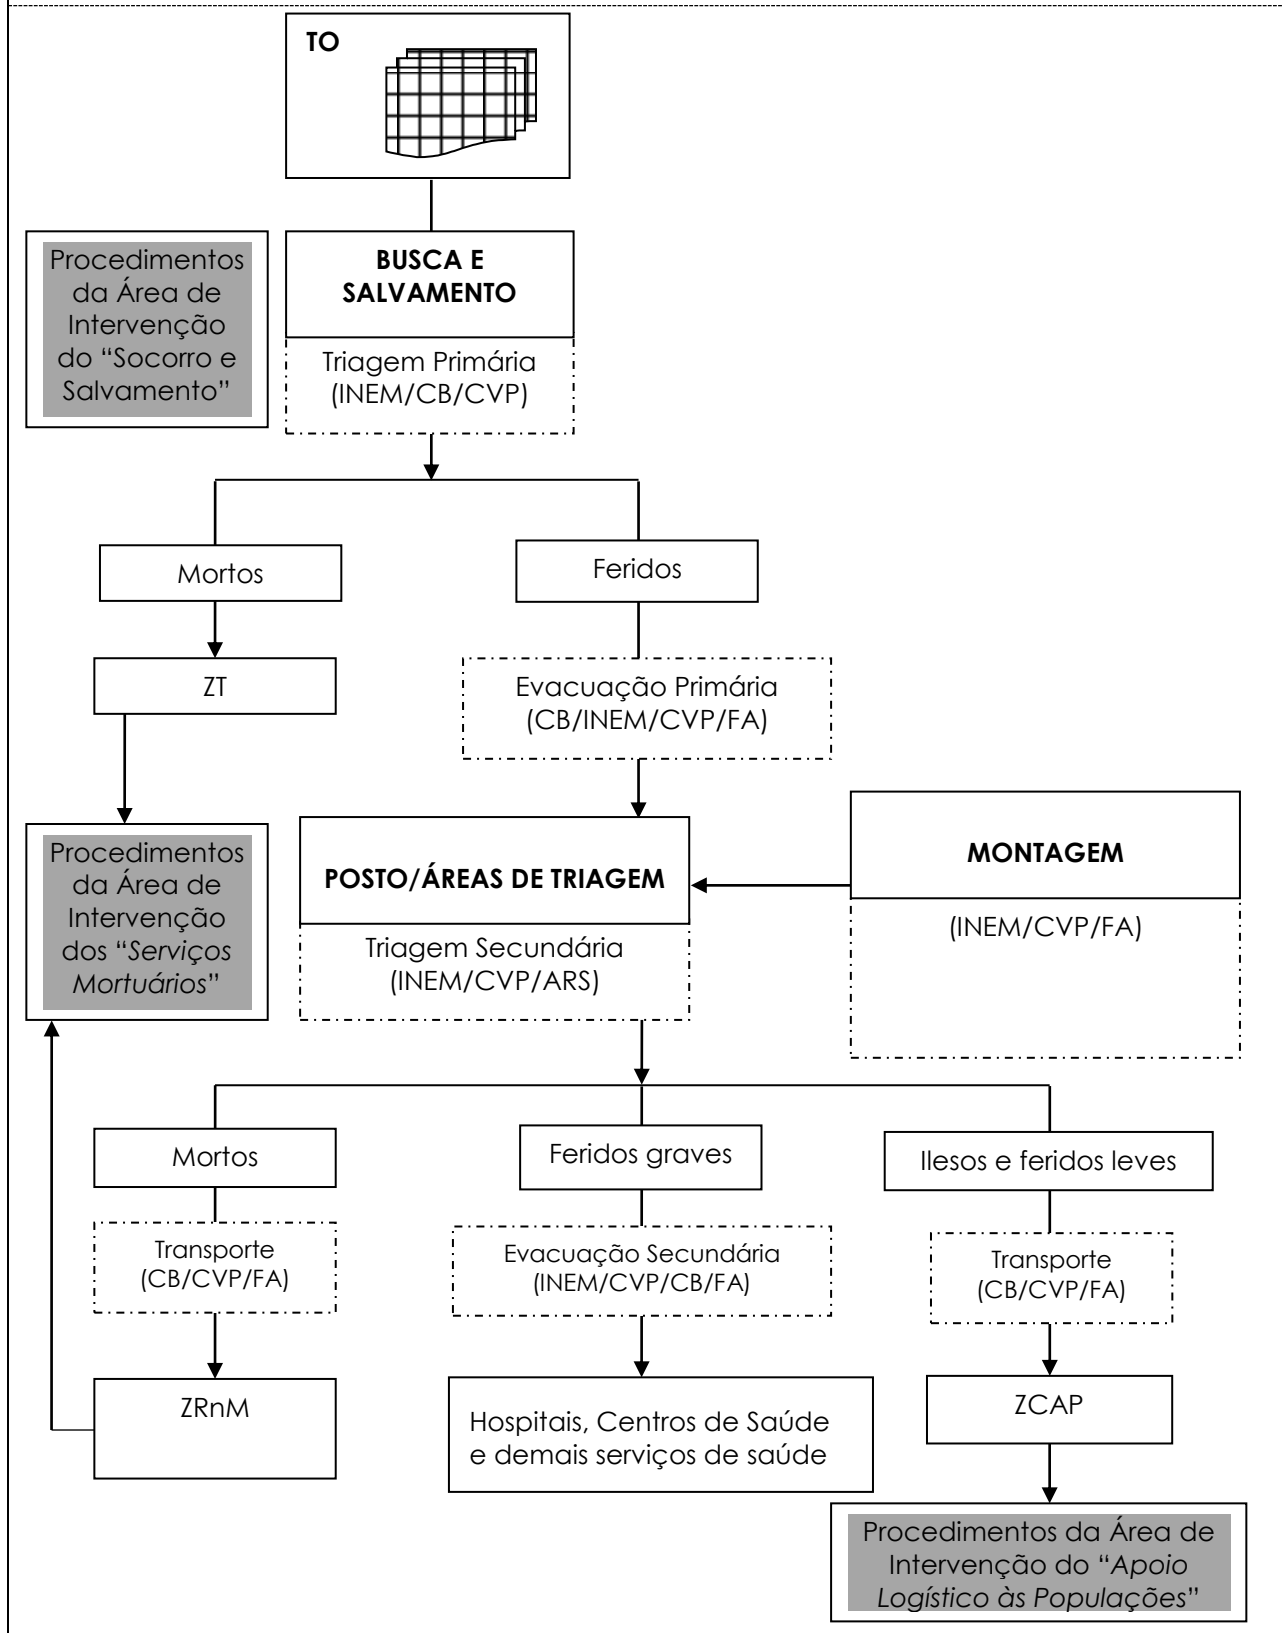 TO
Procedimentos
da Área de
Intervenção
do “Socorro e
Salvamento”
BUSCA E
SALVAMENTO
Triagem Primária
(INEM/CB/CVP)
Mortos
Feridos
ZT
Evacuação Primária
(CB/INEM/CVP/FA)
Procedimentos
da Área de
Intervenção
dos “Serviços
Mortuários”
POSTO/ÁREAS DE TRIAGEM
Triagem Secundária
(INEM/CVP/ARS)
MONTAGEM
(INEM/CVP/FA)
Mortos
Feridos graves
Ilesos e feridos leves
Transporte
(CB/CVP/FA)
Evacuação Secundária
(INEM/CVP/CB/FA)
Transporte
(CB/CVP/FA)
ZRnM
Hospitais, Centros de Saúde
e demais serviços de saúde
ZCAP
Procedimentos da Área de
Intervenção do “Apoio
Logístico às Populações”